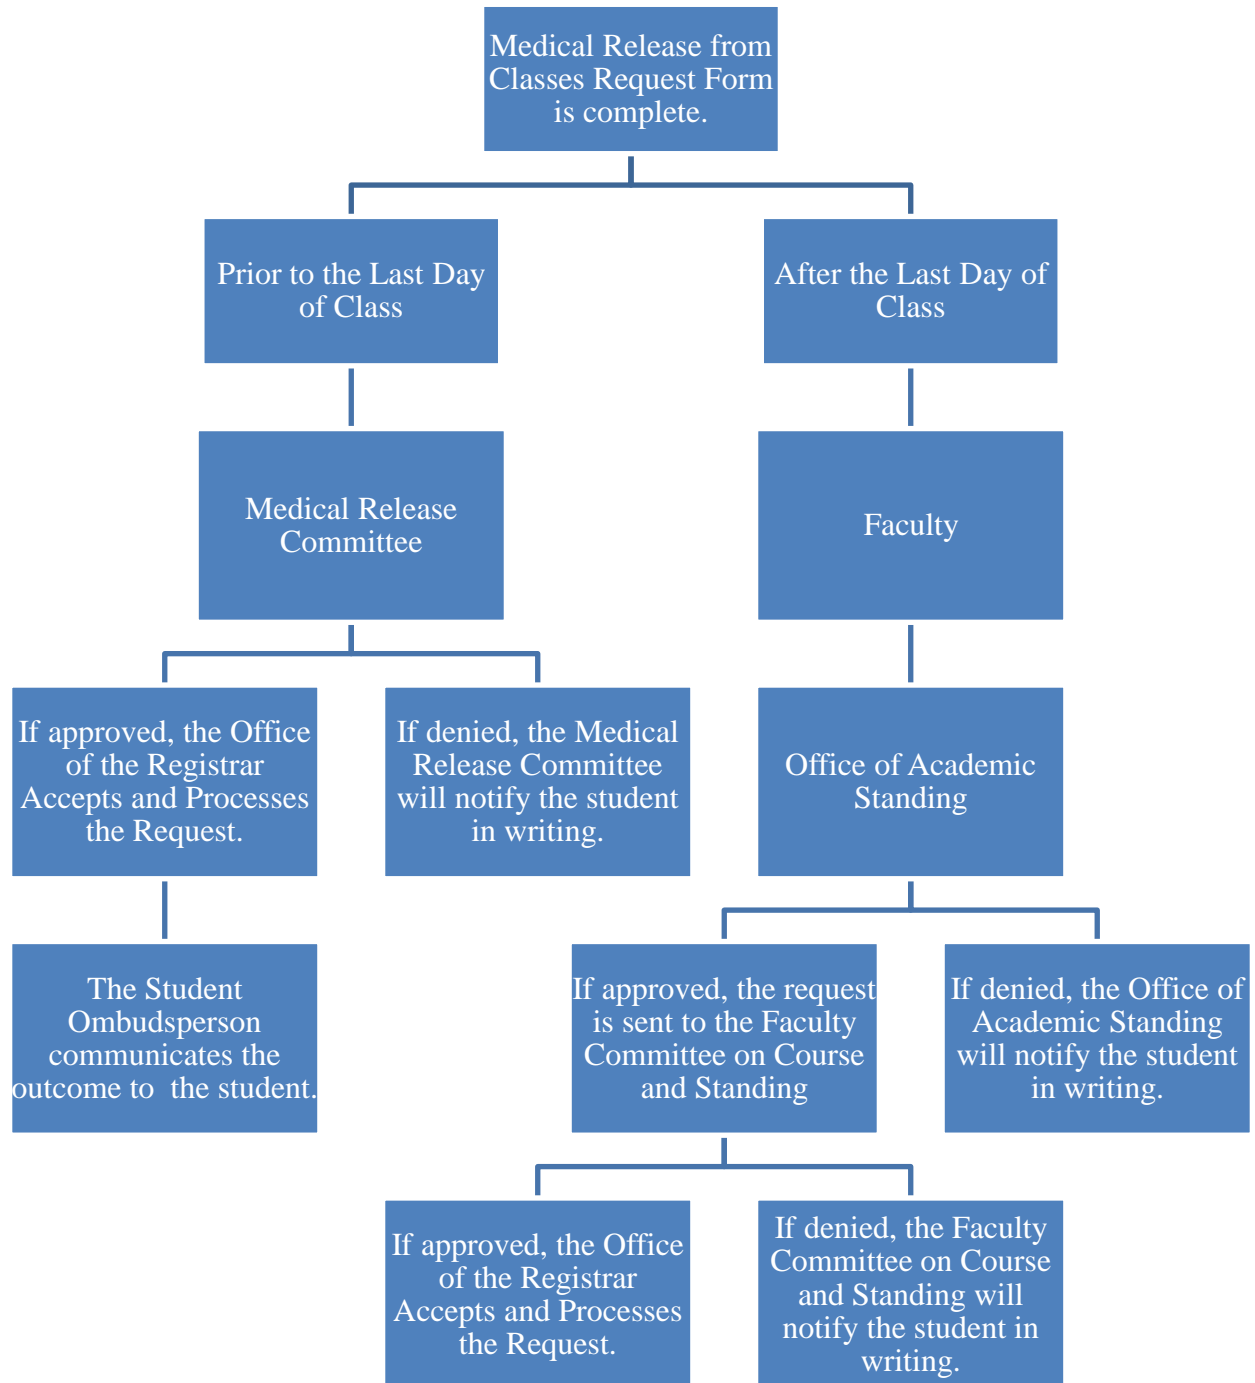 Medical Release from
Classes Request Form
is complete.
Prior to the Last Day
of Class
After the Last Day of
Class
Medical Release
Committee
Faculty
If approved, the Office
of the Registrar
Accepts and Processes
the Request.
If denied, the Medical
Release Committee
will notify the student
in writing.
Office of Academic
Standing
The Student
Ombudsperson
communicates the
outcome to  the student.
If approved, the request
is sent to the Faculty
Committee on Course
and Standing
If denied, the Office of
Academic Standing
will notify the student
in writing.
If approved, the Office
of the Registrar
Accepts and Processes
the Request.
If denied, the Faculty
Committee on Course
and Standing will
notify the student in
writing.